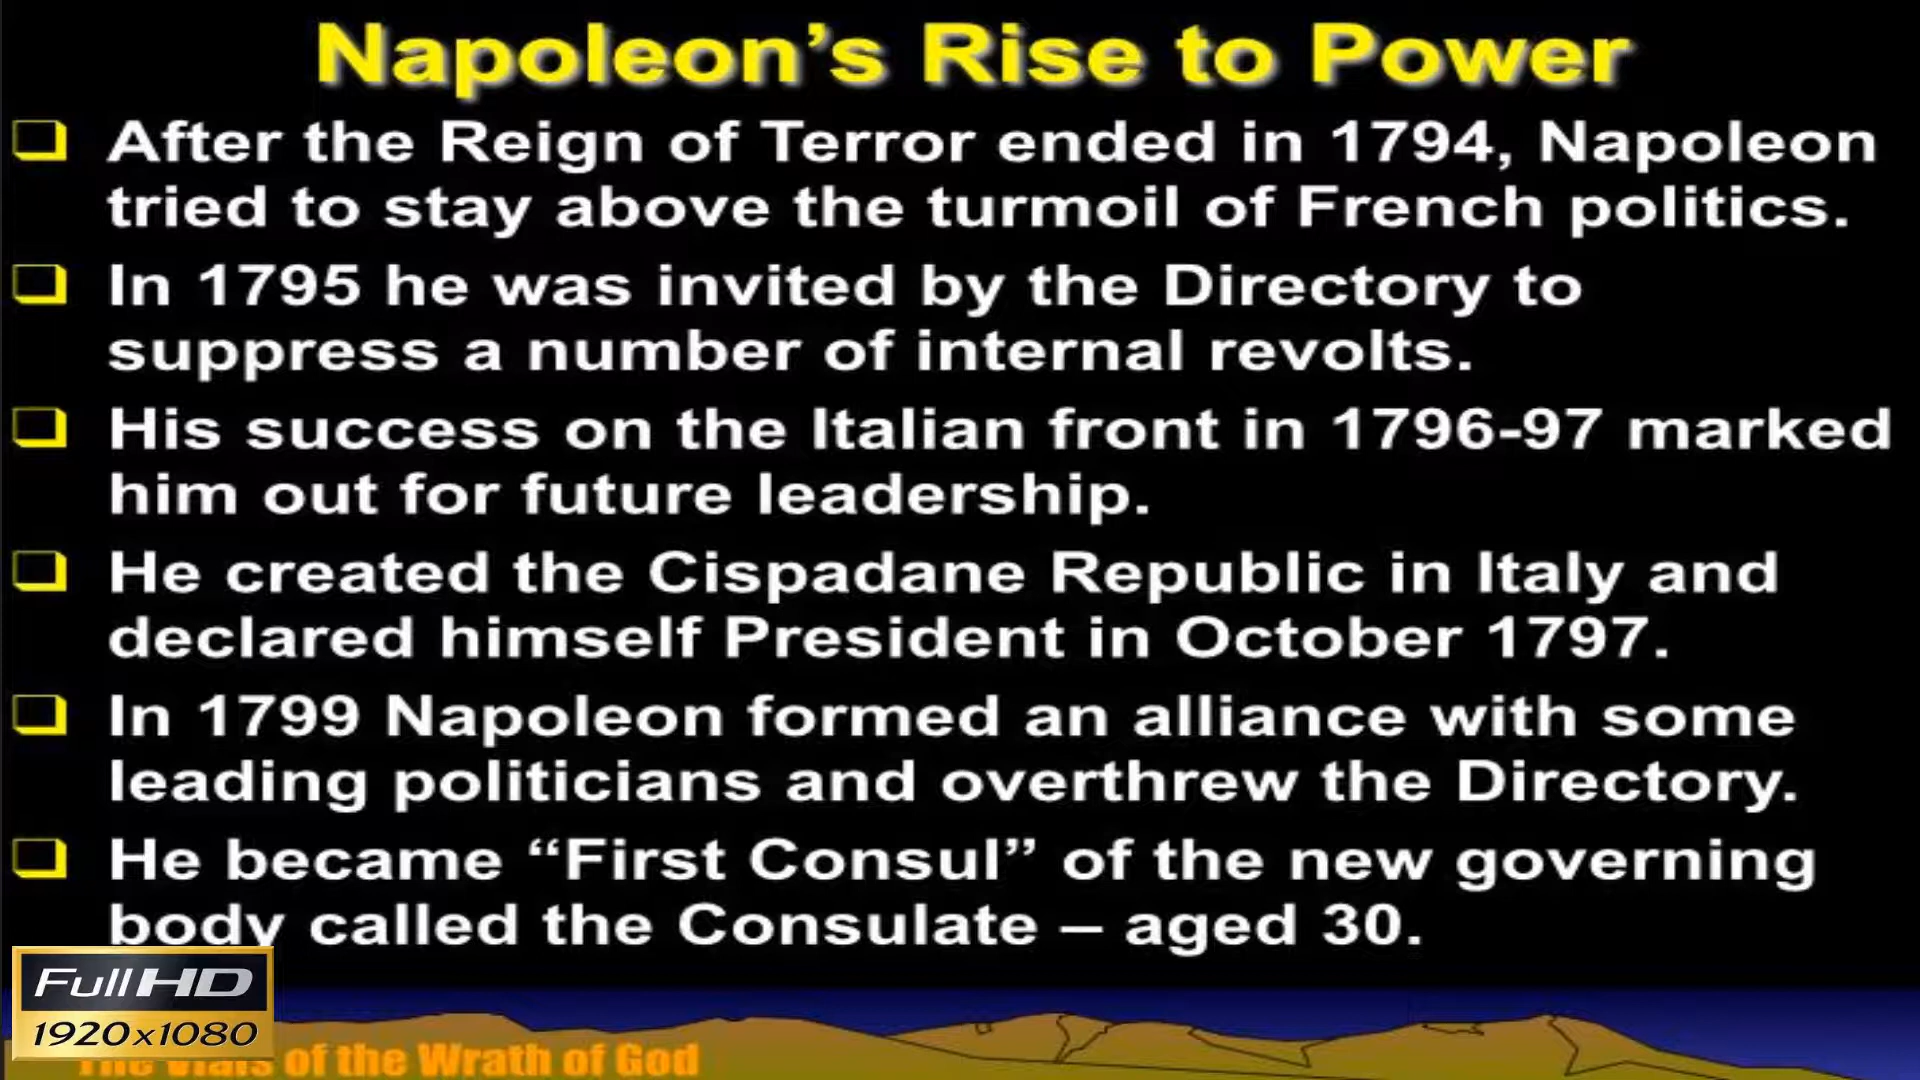 Napoleon’s Rise to Power
After the Reign of Terror ended in 1794, Napoleon
tried to stay above the turmoil of French politics.
In 1795 he was invited by the Directory to
suppress a number of internal revolts.
His success on the Italian front in 1796-97 marked
him out for future leadership.
He created the Cispadane Republic in Italy and
declared himself President in October 1797.
In 1799 Napoleon formed an alliance with some
leading politicians and overthrew the Directory.
He became “First Consul” of the new governing
body called the Consulate – aged 30.
Full HD
1920x1080
The Vials of the Wrath of God